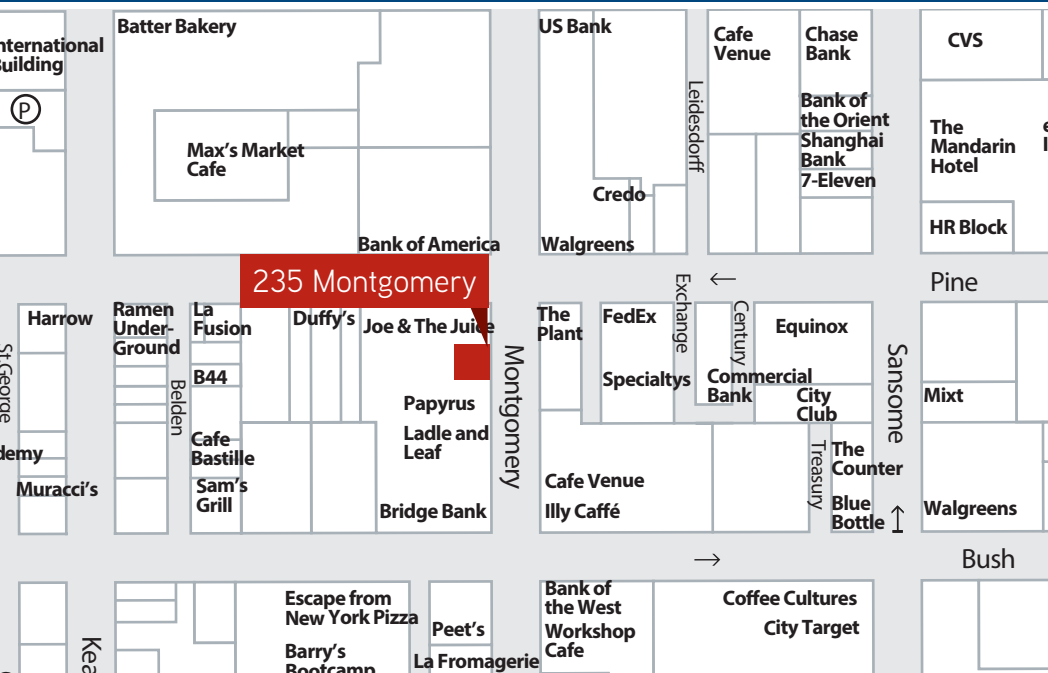 nternational
Building
P
Batter Bakery
Max's Market
Cafe
Bank of America
US Bank
Credo
Walgreens
Leidesdorff
Cafe
Venue
Chase
Bank
Bank of
the Orient
Shanghai
Bank
7-Eleven
CVS
The
Mandarin
Hotel
HR Block
235 Montgomery
←
Pine
Harrow
St.George
demy
Muracci's
Ramen
Under-
Ground
Belden
La
Fusion
B44
Cafe
Bastille
Sam's
Grill
Duffy's
Joe & The Juice
Papyrus
Ladle and
Leaf
Bridge Bank
Montgomery
The
Plant
FedEx
Specialtys
Exchange
Century
Commercial
Bank
Equinox
City
Club
Treasury
The
Counter
Blue
Bottle
Cafe Venue
Illy Caffé
Sansome
Mixt
Walgreens
→
Bush
Kea
Escape from
New York Pizza
Barry's
Bootcamp
Peet's
La Fromagerie
Bank of
the West
Workshop
Cafe
Coffee Cultures
City Target